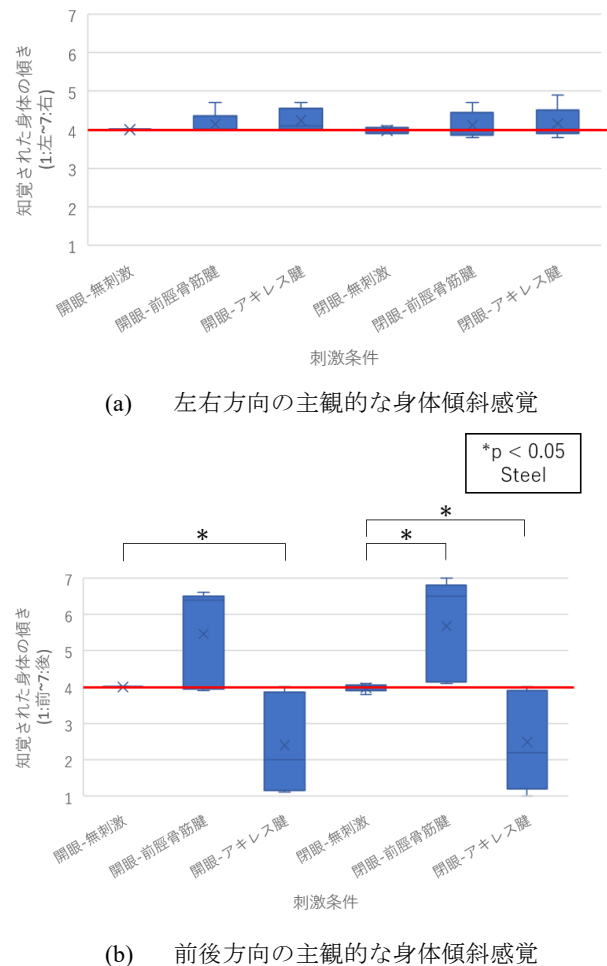 7
6
5
4
3
2
1
知覚された身体の傾き
(1:左~7:右)
開眼-無刺激
開眼-前脛骨筋腱
開眼-アキレス腱
閉眼-無刺激
閉眼-前脛骨筋腱
閉眼-アキレス腱
刺激条件
(a) 左右方向の主観的な身体傾斜感覚
*p < 0.05
Steel
*
*
*
7
6
5
4
3
2
1
知覚された身体の傾き
(1:前~7:後)
開眼-無刺激
開眼-前脛骨筋腱
開眼-アキレス腱
閉眼-無刺激
閉眼-前脛骨筋腱
閉眼-アキレス腱
刺激条件
(b) 前後方向の主観的な身体傾斜感覚